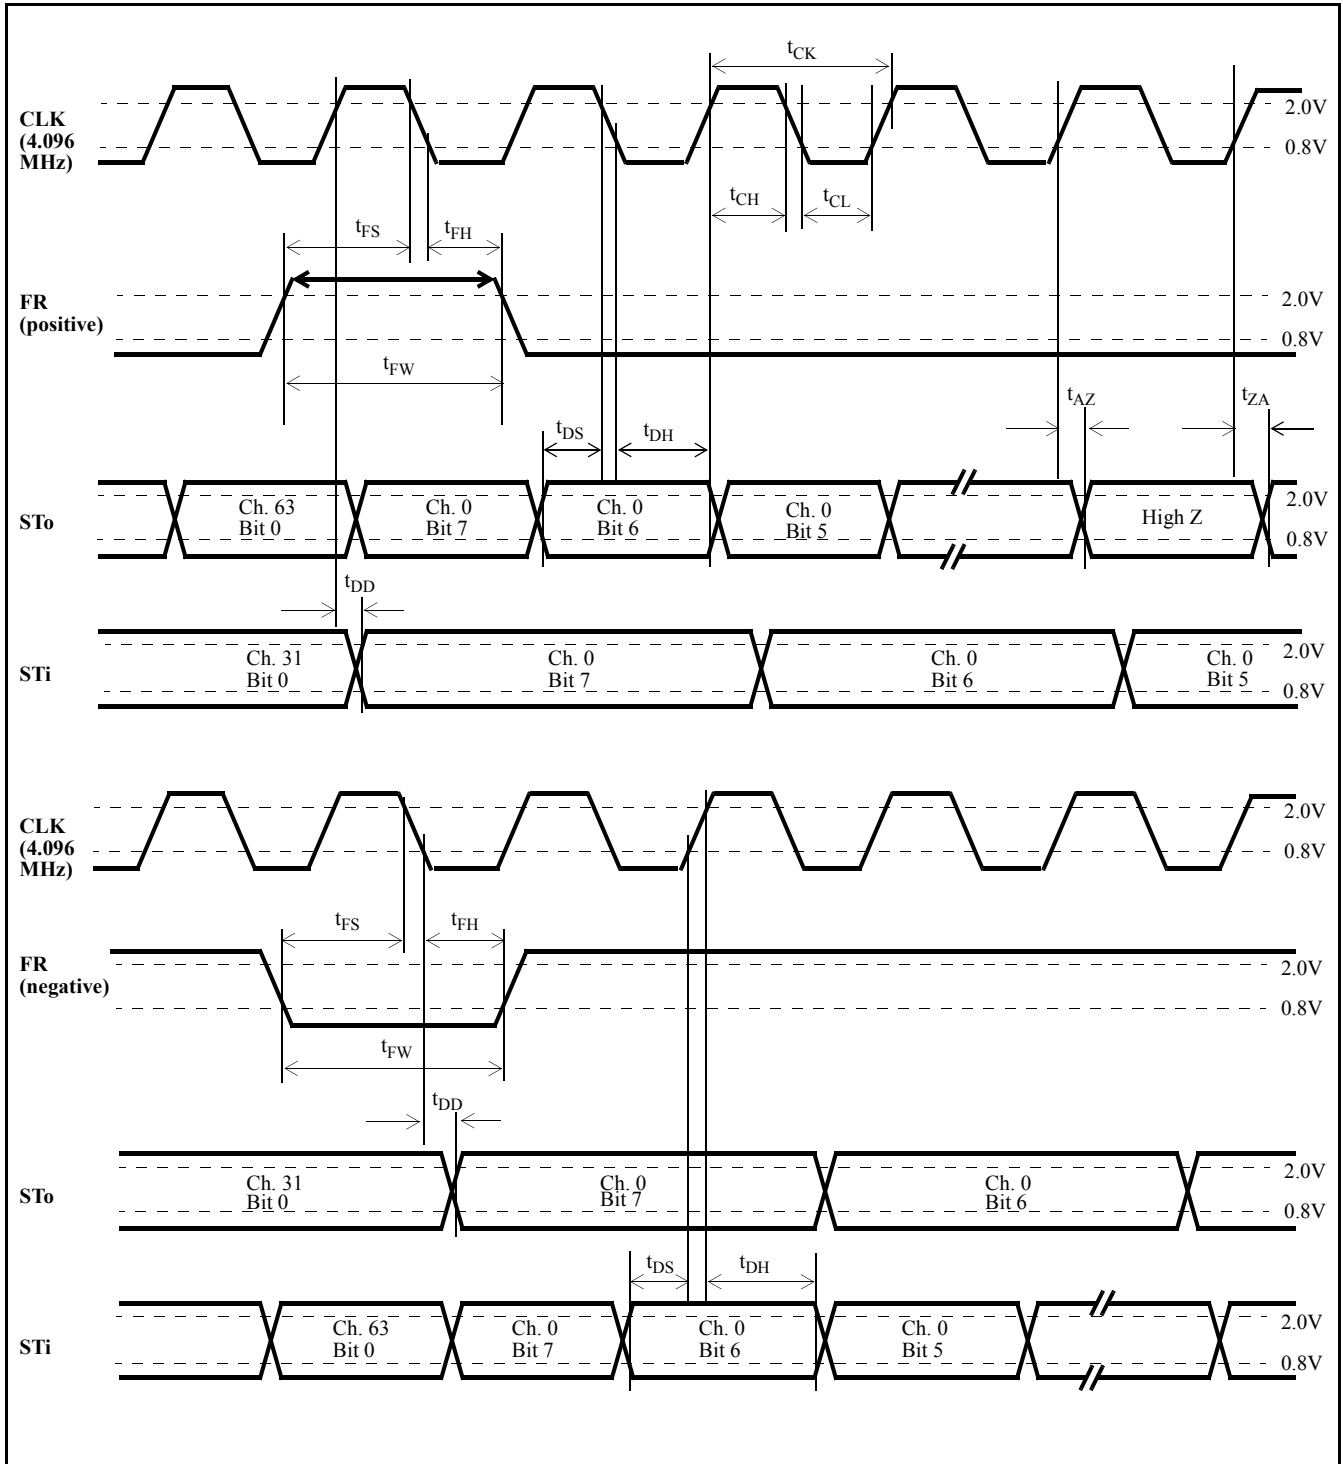 tCK
CLK
(4.096
MHz)
2.0V
0.8V
tCH
tCL
tFS
tFH
FR
(positive)
2.0V
0.8V
tFW
tAZ
tZA
tDS
tDH
STo
Ch. 63
Bit 0
Ch. 0
Bit 7
Ch. 0
Bit 6
Ch. 0
Bit 5
High Z
2.0V
0.8V
tDD
STi
Ch. 31
Bit 0
Ch. 0
Bit 7
Ch. 0
Bit 6
Ch. 0
Bit 5
2.0V
0.8V
CLK
(4.096
MHz)
2.0V
0.8V
tFS
tFH
FR
(negative)
2.0V
0.8V
tFW
tDD
STo
Ch. 31
Bit 0
Ch. 0
Bit 7
Ch. 0
Bit 6
2.0V
0.8V
tDS
tDH
STi
Ch. 63
Bit 0
Ch. 0
Bit 7
Ch. 0
Bit 6
Ch. 0
Bit 5
2.0V
0.8V